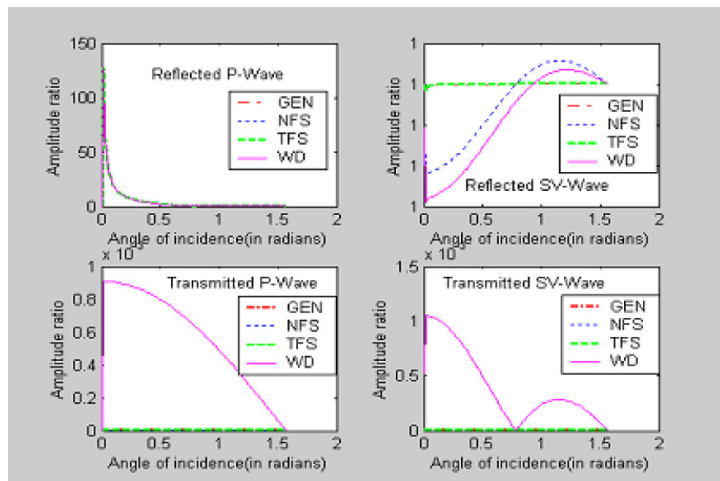 150
100
50
0
0
0.5
1
1.5
2
Amplitude ratio
Angle of incidence(in radians)
Reflected P-Wave
GEN
NFS
TFS
WD
1
1
1
1
1
0
0.5
1
1.5
2
Amplitude ratio
Angle of incidence(in radians)
GEN
NFS
TFS
WD
Reflected SV-Wave
1
0.8
0.6
0.4
0.2
0
0
0.5
1
1.5
2
Amplitude ratio
Angle of incidence(in radians)
Transmitted P-Wave
GEN
NFS
TFS
WD
1.5
1
0.5
0
0
0.5
1
1.5
2
Amplitude ratio
Angle of incidence(in radians)
Transmitted SV-Wave
GEN
NFS
TFS
WD